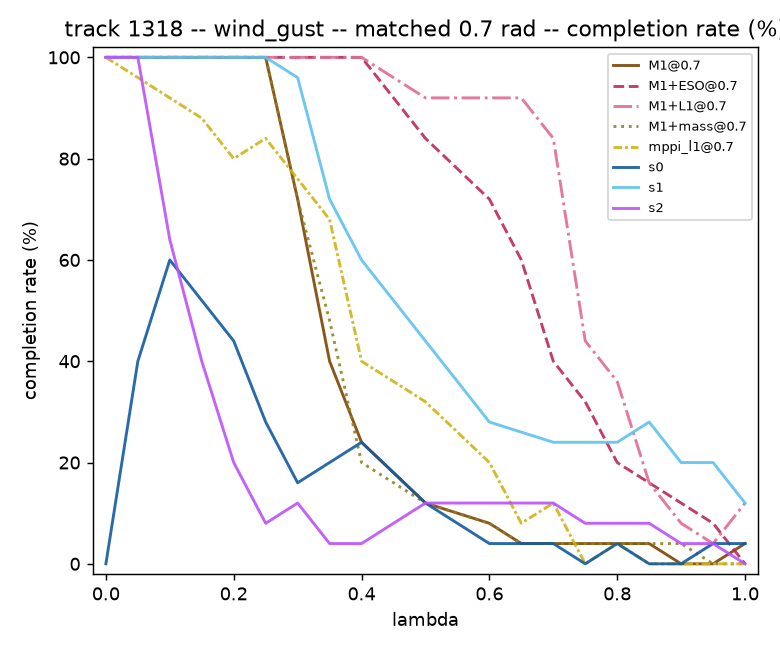 track 1318 -- wind_gust -- matched 0.7 rad -- completion rate (%)
completion rate (%)
100
80
60
40
20
0
0.0
0.2
0.4
0.6
0.8
1.0
lambda
M1@0.7
M1+ESO@0.7
M1+L1@0.7
M1+mass@0.7
mppi_l1@0.7
s0
s1
s2